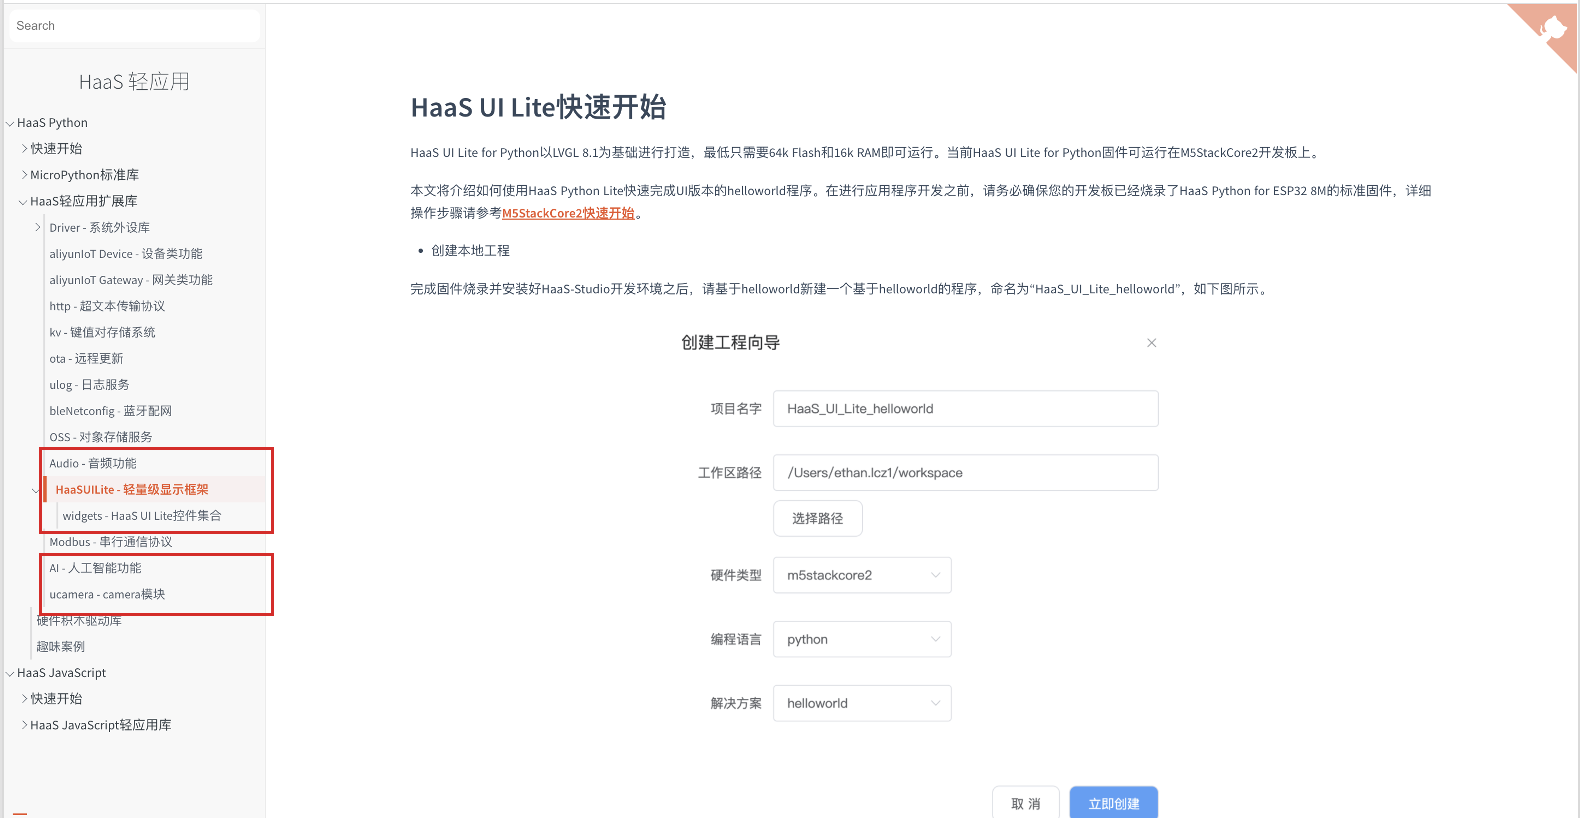 Search
HaaS 轻应用
HaaS Python
快速开始
MicroPython标准库
HaaS轻应用扩展库
Driver - 系统外设库
aliyunIoT Device - 设备类功能
aliyunIoT Gateway - 网关类功能
http - 超文本传输协议
kv - 键值对存储系统
ota - 远程更新
ulog - 日志服务
bleNetconfig - 蓝牙配网
OSS - 对象存储服务
Audio - 音频功能
HaaSUILite - 轻量级显示框架
widgets - HaaS UI Lite控件集合
Modbus - 串行通信协议
AI - 人工智能功能
ucamera - camera模块
硬件积木驱动库
趣味案例
HaaS JavaScript
快速开始
HaaS JavaScript轻应用库
HaaS UI Lite快速开始
HaaS UI Lite for Python以LVGL 8.1为基础进行打造，最低只需要64k Flash和16k RAM即可运行。当前HaaS UI Lite for Python固件可运行在M5StackCore2开发板上。
本文将介绍如何使用HaaS Python Lite快速完成UI版本的helloworld程序。在进行应用程序开发之前，请务必确保您的开发板已经烧录了HaaS Python for ESP32 8M的标准固件，详细
操作步骤请参考M5StackCore2快速开始。
• 创建本地工程
完成固件烧录并安装好HaaS-Studio开发环境之后，请基于helloworld新建一个基于helloworld的程序，命名为“HaaS_UI_Lite_helloworld”，如下图所示。
创建工程向导
项目名字 HaaS_UI_Lite_helloworld
工作区路径 /Users/ethan.lcz1/workspace
选择路径
硬件类型 m5stackcore2
编程语言 python
解决方案 helloworld
取 消 立即创建